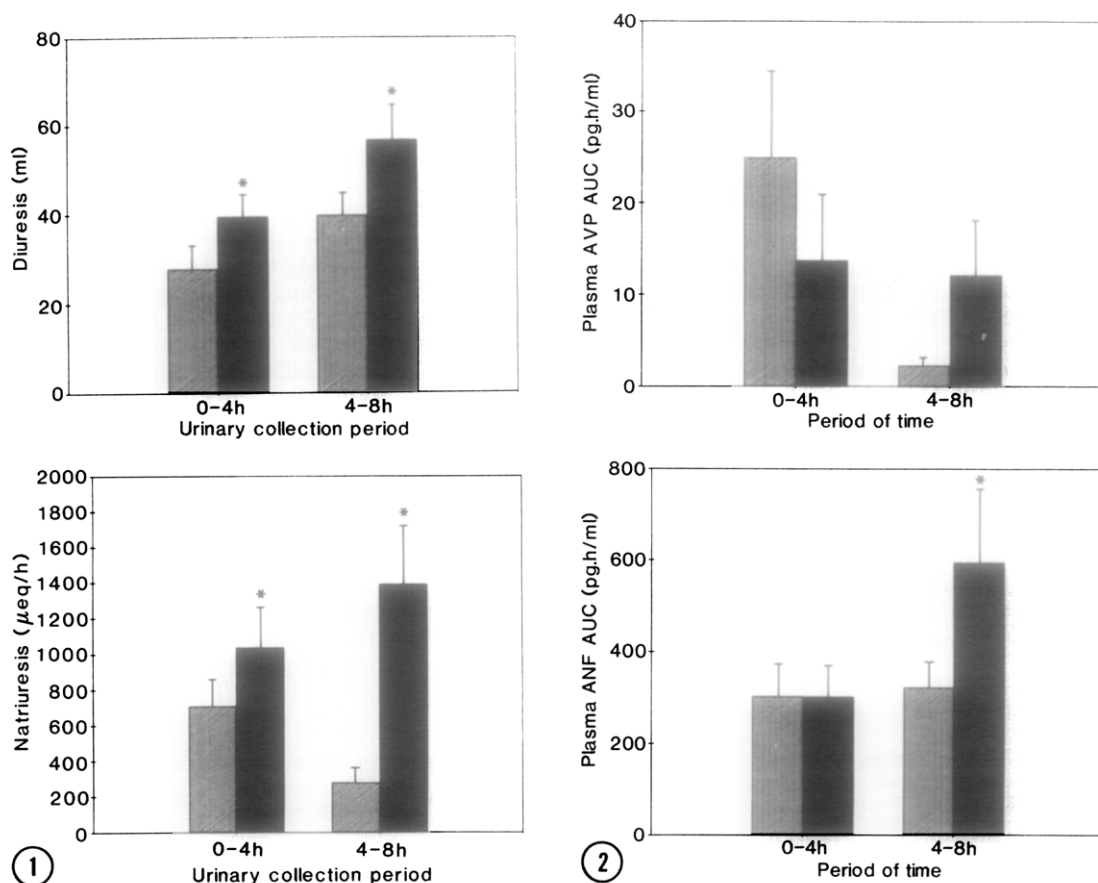 80
60
40
20
0
Diuresis (ml)
*
*
0-4h
4-8h
Urinary collection period
2000
1800
1600
1400
1200
1000
800
600
400
200
0
Natriuresis (μeq/h)
*
*
0-4h
4-8h
Urinary collection period
1
40
30
20
10
0
Plasma AVP AUC (pg.h/ml)
0-4h
4-8h
Period of time
800
600
400
200
0
Plasma ANF AUC (pg.h/ml)
*
0-4h
4-8h
Period of time
2